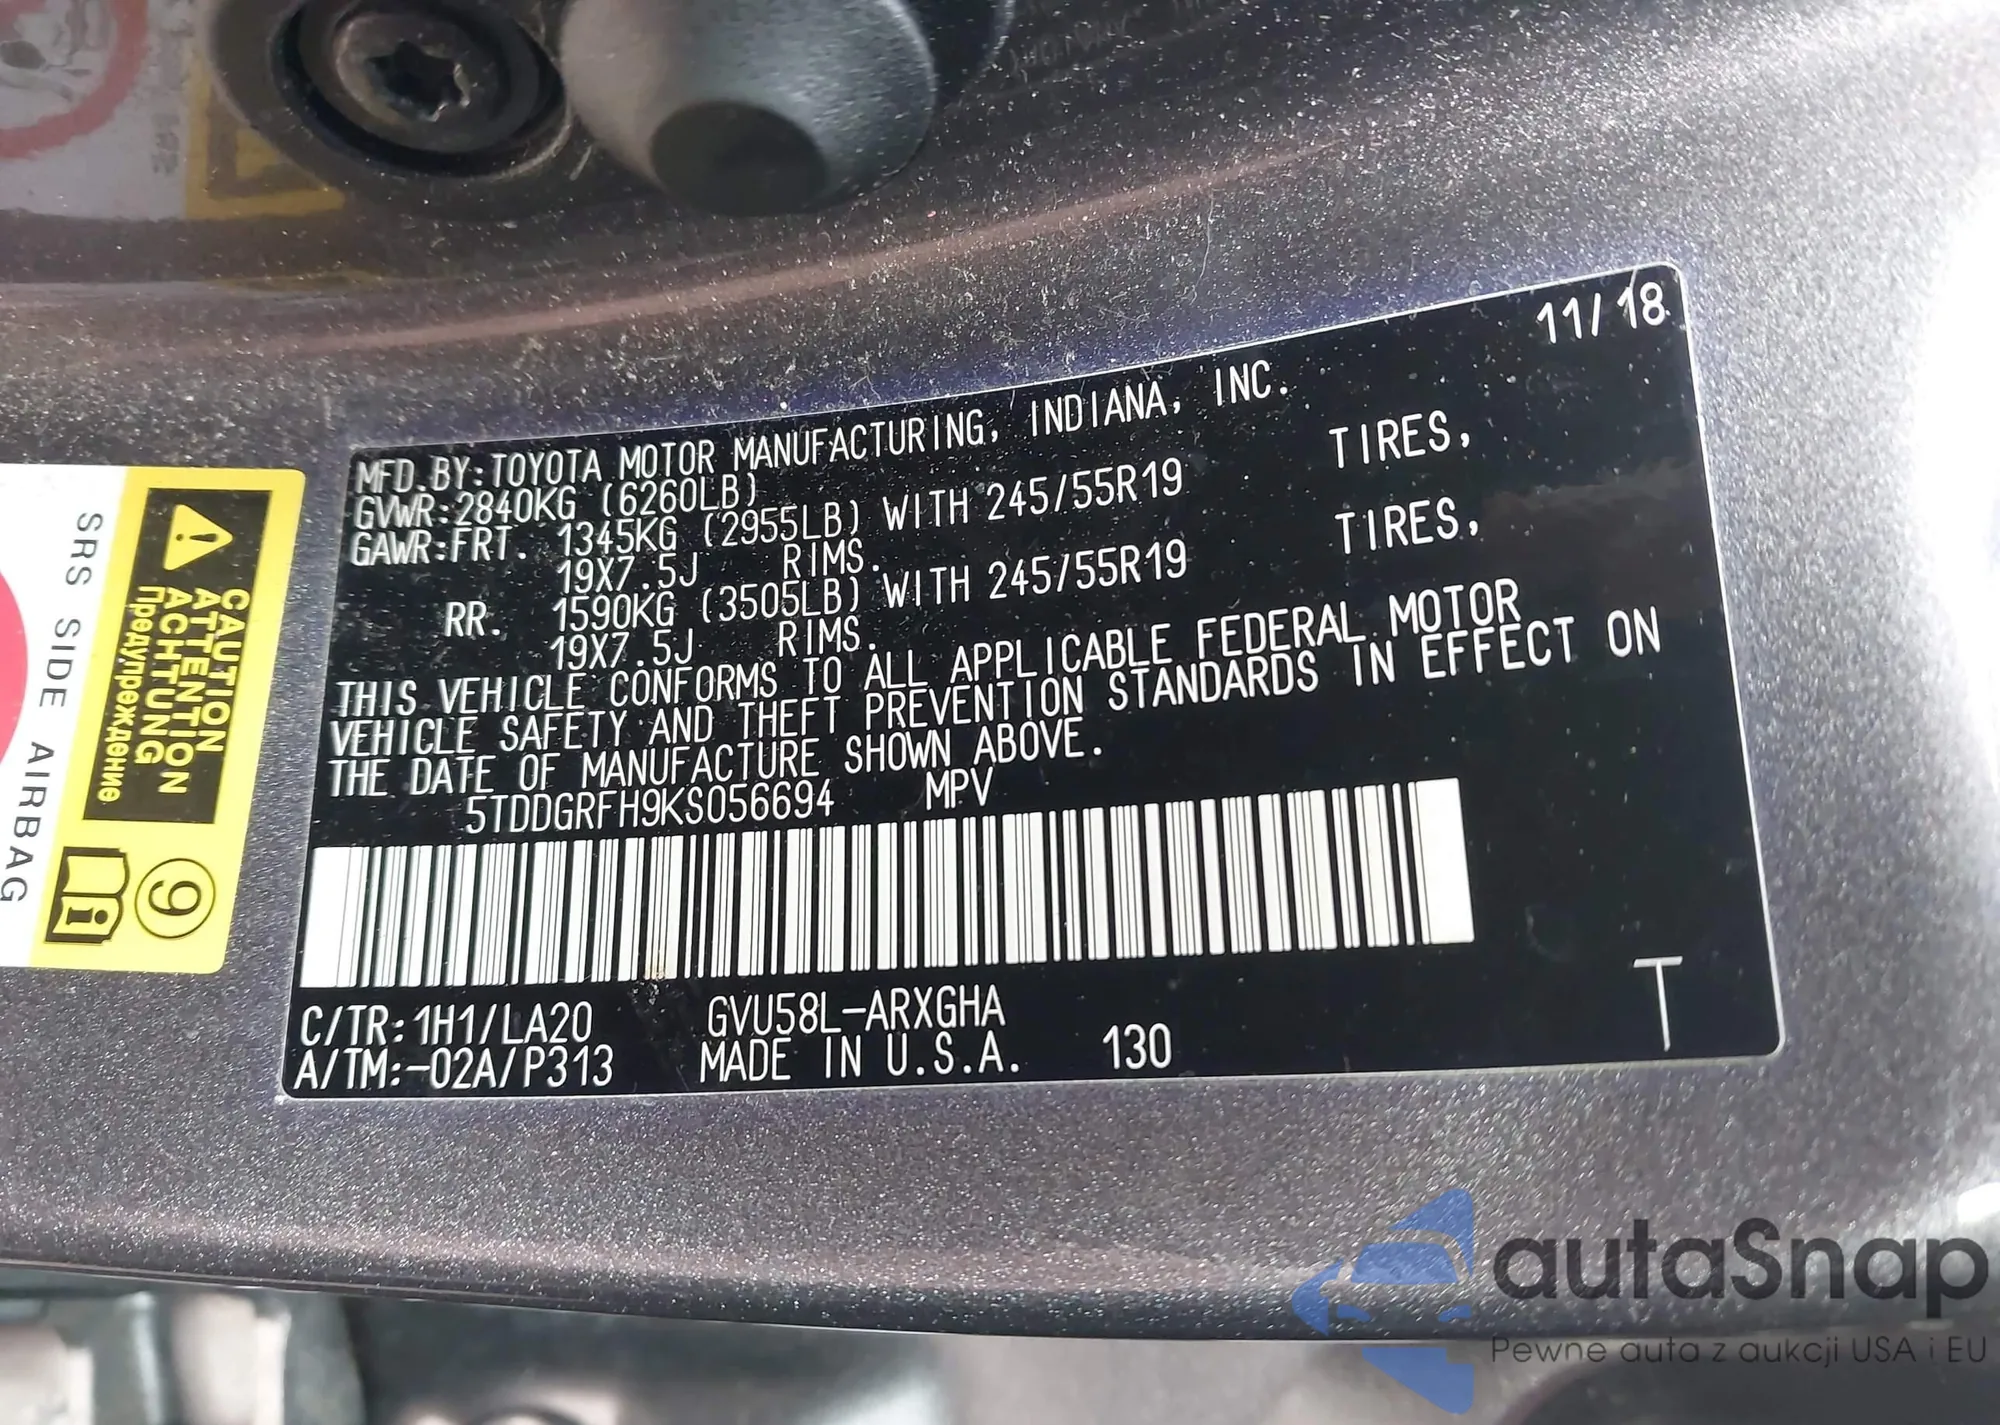 11/18
MFD.BY:TOYOTA MOTOR MANUFACTURING, INDIANA, INC.
GVWR:2840KG (6260LB)
GAWR:FRT. 1345KG (2955LB) WITH 245/55R19 TIRES,
19X7.5J RIMS.
RR. 1590KG (3505LB) WITH 245/55R19 TIRES,
19X7.5J RIMS.
THIS VEHICLE CONFORMS TO ALL APPLICABLE FEDERAL MOTOR
VEHICLE SAFETY AND THEFT PREVENTION STANDARDS IN EFFECT ON
THE DATE OF MANUFACTURE SHOWN ABOVE.
5TDDGRFH9KS056694 MPV
C/TR:1H1/LA20 GVU58L-ARXGHA
A/TM:-02A/P313 MADE IN U.S.A. 130
T
CAUTION
ATTENTION
ACHTUNG
Предупреждение
SRS SIDE AIRBAG
9
i
autaSnap
Pewne auta z aukcji USA i EU